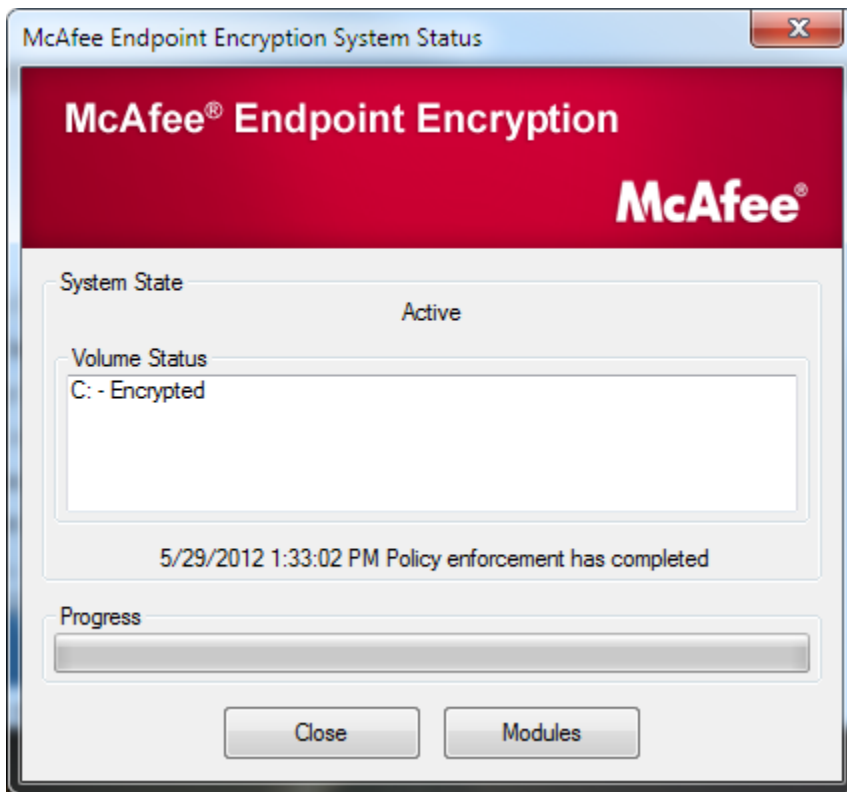 McAfee Endpoint Encryption System Status
McAfee® Endpoint Encryption
McAfee®
System State
Active
Volume Status
C: - Encrypted
5/29/2012 1:33:02 PM Policy enforcement has completed
Progress
Close
Modules